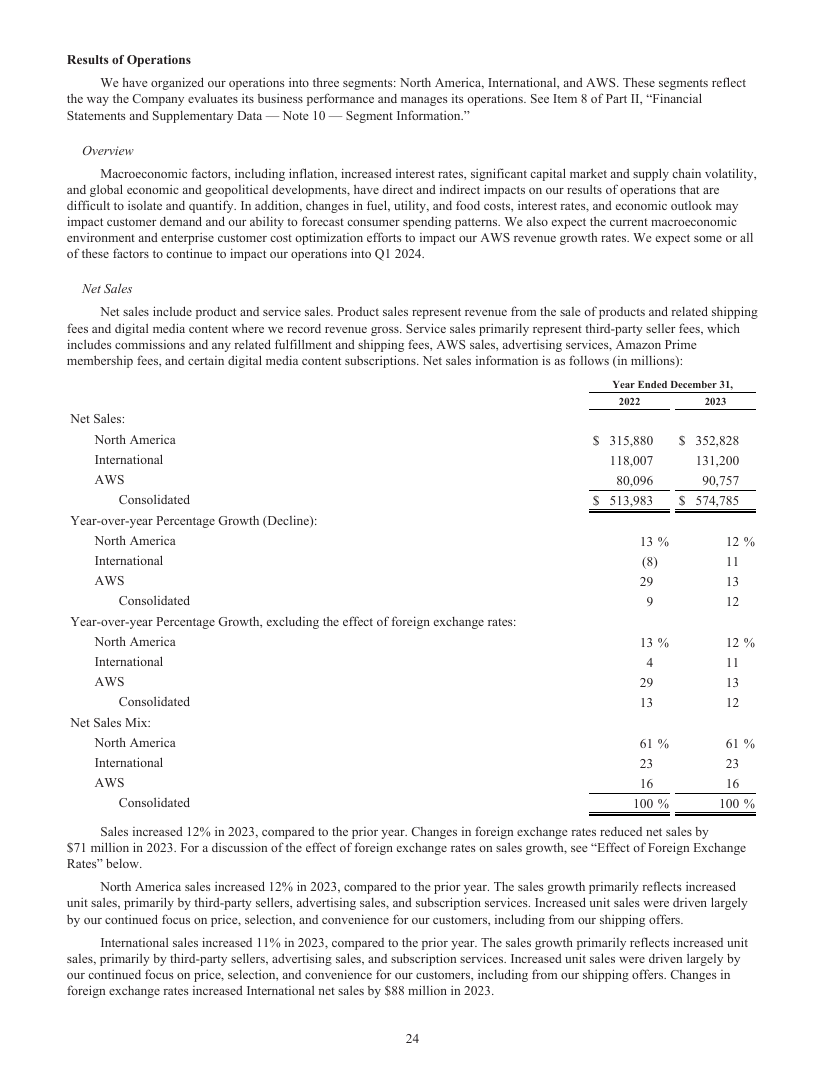 Results of Operations
We have organized our operations into three segments: North America, International, and AWS. These segments reflect
the way the Company evaluates its business performance and manages its operations. See Item 8 of Part II, “Financial
Statements and Supplementary Data — Note 10 — Segment Information.”
Overview
Macroeconomic factors, including inflation, increased interest rates, significant capital market and supply chain volatility,
and global economic and geopolitical developments, have direct and indirect impacts on our results of operations that are
difficult to isolate and quantify. In addition, changes in fuel, utility, and food costs, interest rates, and economic outlook may
impact customer demand and our ability to forecast consumer spending patterns. We also expect the current macroeconomic
environment and enterprise customer cost optimization efforts to impact our AWS revenue growth rates. We expect some or all
of these factors to continue to impact our operations into Q1 2024.
Net Sales
Net sales include product and service sales. Product sales represent revenue from the sale of products and related shipping
fees and digital media content where we record revenue gross. Service sales primarily represent third-party seller fees, which
includes commissions and any related fulfillment and shipping fees, AWS sales, advertising services, Amazon Prime
membership fees, and certain digital media content subscriptions. Net sales information is as follows (in millions):
Year Ended December 31,
2022 2023
Net Sales:
North America $ 315,880 $ 352,828
International 118,007 131,200
AWS 80,096 90,757
Consolidated $ 513,983 $ 574,785
Year-over-year Percentage Growth (Decline):
North America 13 % 12 %
International (8) 11
AWS 29 13
Consolidated 9 12
Year-over-year Percentage Growth, excluding the effect of foreign exchange rates:
North America 13 % 12 %
International 4 11
AWS 29 13
Consolidated 13 12
Net Sales Mix:
North America 61 % 61 %
International 23 23
AWS 16 16
Consolidated 100 % 100 %
Sales increased 12% in 2023, compared to the prior year. Changes in foreign exchange rates reduced net sales by
$71 million in 2023. For a discussion of the effect of foreign exchange rates on sales growth, see “Effect of Foreign Exchange
Rates” below.
North America sales increased 12% in 2023, compared to the prior year. The sales growth primarily reflects increased
unit sales, primarily by third-party sellers, advertising sales, and subscription services. Increased unit sales were driven largely
by our continued focus on price, selection, and convenience for our customers, including from our shipping offers.
International sales increased 11% in 2023, compared to the prior year. The sales growth primarily reflects increased unit
sales, primarily by third-party sellers, advertising sales, and subscription services. Increased unit sales were driven largely by
our continued focus on price, selection, and convenience for our customers, including from our shipping offers. Changes in
foreign exchange rates increased International net sales by $88 million in 2023.
24